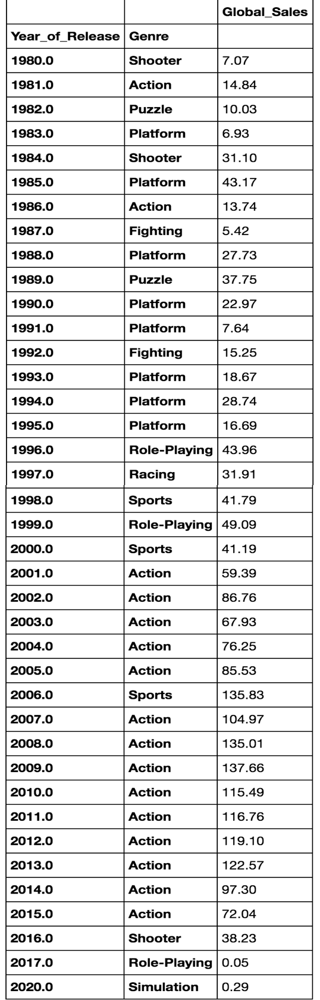 Global_Sales
Year_of_Release Genre
1980.0 Shooter 7.07
1981.0 Action 14.84
1982.0 Puzzle 10.03
1983.0 Platform 6.93
1984.0 Shooter 31.10
1985.0 Platform 43.17
1986.0 Action 13.74
1987.0 Fighting 5.42
1988.0 Platform 27.73
1989.0 Puzzle 37.75
1990.0 Platform 22.97
1991.0 Platform 7.64
1992.0 Fighting 15.25
1993.0 Platform 18.67
1994.0 Platform 28.74
1995.0 Platform 16.69
1996.0 Role-Playing 43.96
1997.0 Racing 31.91
1998.0 Sports 41.79
1999.0 Role-Playing 49.09
2000.0 Sports 41.19
2001.0 Action 59.39
2002.0 Action 86.76
2003.0 Action 67.93
2004.0 Action 76.25
2005.0 Action 85.53
2006.0 Sports 135.83
2007.0 Action 104.97
2008.0 Action 135.01
2009.0 Action 137.66
2010.0 Action 115.49
2011.0 Action 116.76
2012.0 Action 119.10
2013.0 Action 122.57
2014.0 Action 97.30
2015.0 Action 72.04
2016.0 Shooter 38.23
2017.0 Role-Playing 0.05
2020.0 Simulation 0.29